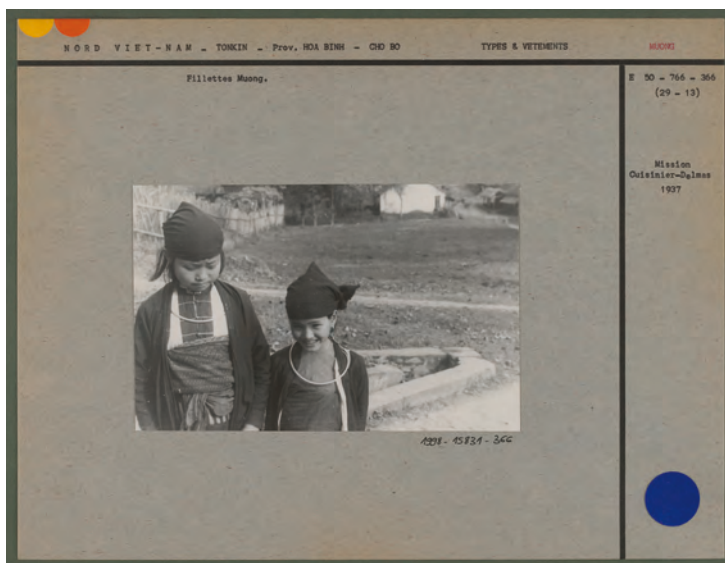 NORD VIET-NAM - TONKIN - Prov. HOA BINH - CHO BO TYPES & VETEMENTS MUONG
Fillettes Muong.
E 50 - 766 - 366
(29 - 13)
Mission
Cuisinier-Delmas
1937
1998-15831-366